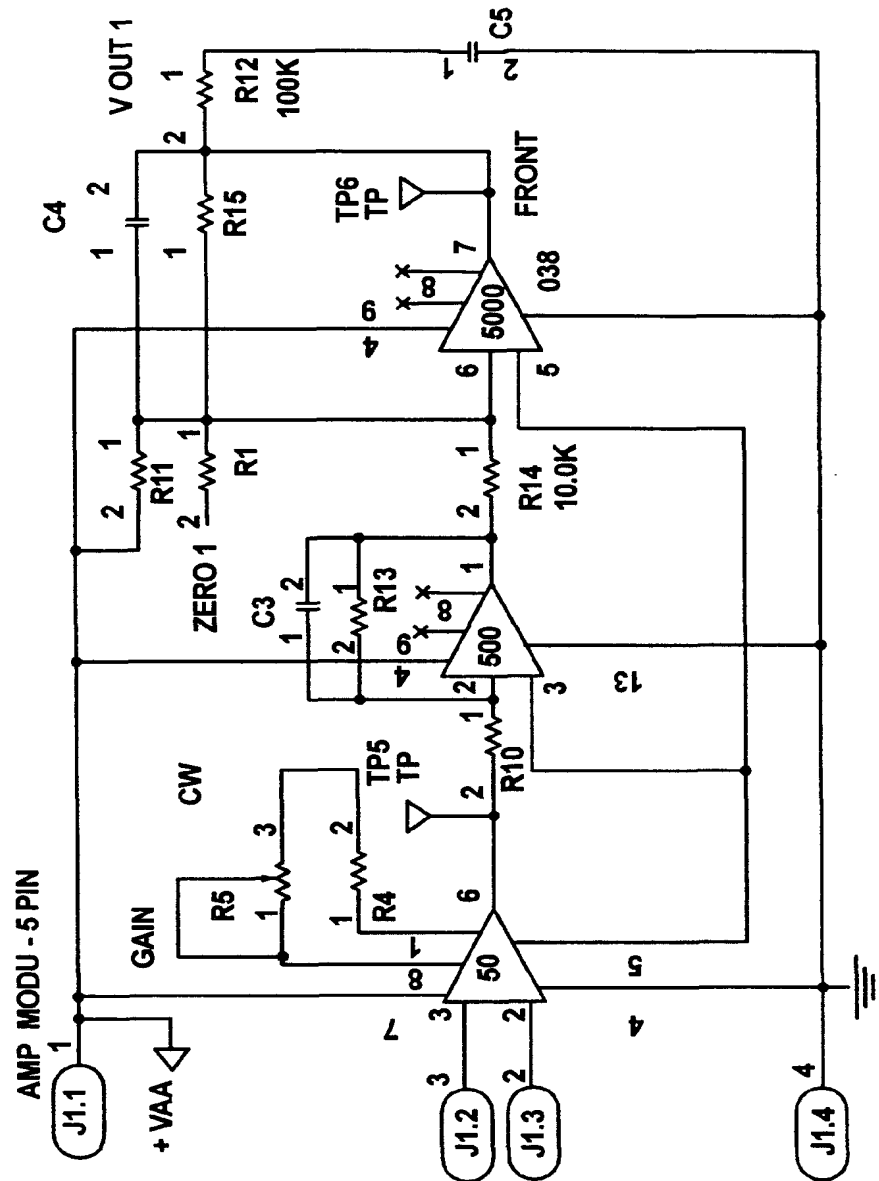 AMP MODU - 5 PIN
J1.1
1
+ VAA
GAIN
R5
1
3
CW
1
2
R4
7
8
1
3
2
4
5
50
6
J1.2
3
J1.3
2
J1.4
4
TP5
TP
2
1
R10
ZERO 1
C3
1
2
2
1
R13
4
9
8
2
3
13
500
1
2
1
R14
10.0K
2
1
R11
2
1
R1
C4
1
2
1
R15
4
9
8
6
5
5000
038
7
TP6
TP
FRONT
V OUT 1
2
1
R12
100K
1
2
C5